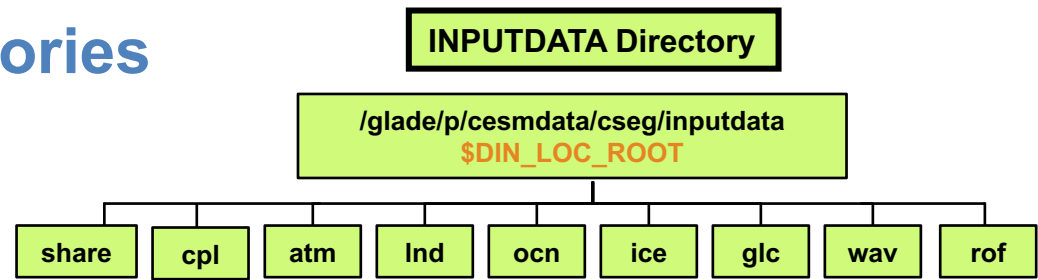 ories
INPUTDATA Directory
/glade/p/cesmdata/cseg/inputdata
$DIN_LOC_ROOT
share cpl atm lnd ocn ice glc wav rof